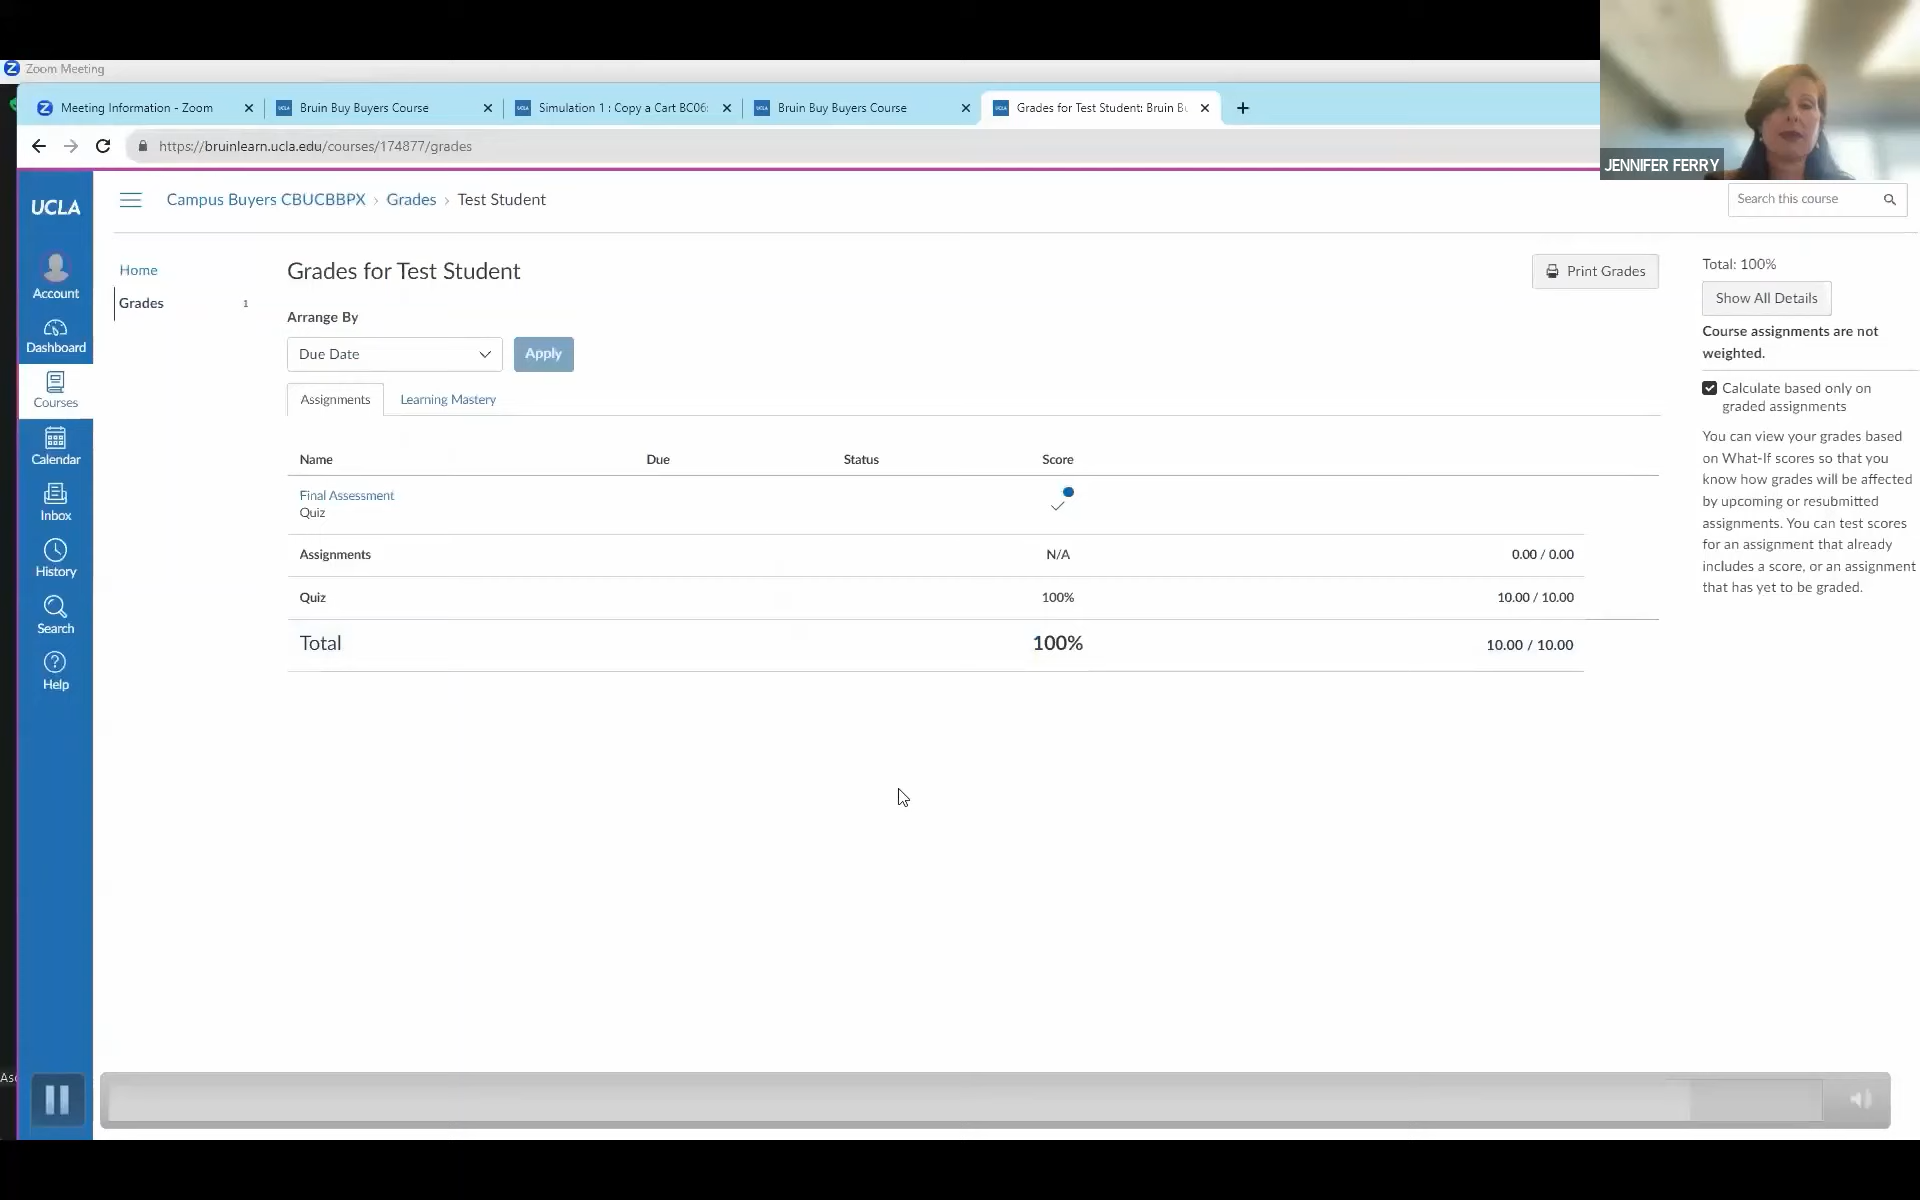 Zoom Meeting
Meeting Information - Zoom
Bruin Buy Buyers Course
Simulation 1 : Copy a Cart BC06
Bruin Buy Buyers Course
Grades for Test Student: Bruin Bu
https://bruinlearn.ucla.edu/courses/174877/grades
JENNIFER FERRY
UCLA
Account
Dashboard
Courses
Calendar
Inbox
History
Search
Help
Campus Buyers CBUCBBPX › Grades › Test Student
Search this course
Home
Grades 1
Grades for Test Student
Print Grades
Arrange By
Due Date
Apply
Assignments
Learning Mastery
Name Due Status Score
Final Assessment
Quiz
Assignments N/A 0.00 / 0.00
Quiz 100% 10.00 / 10.00
Total 100% 10.00 / 10.00
Total: 100%
Show All Details
Course assignments are not
weighted.
Calculate based only on
graded assignments
You can view your grades based
on What-If scores so that you
know how grades will be affected
by upcoming or resubmitted
assignments. You can test scores
for an assignment that already
includes a score, or an assignment
that has yet to be graded.